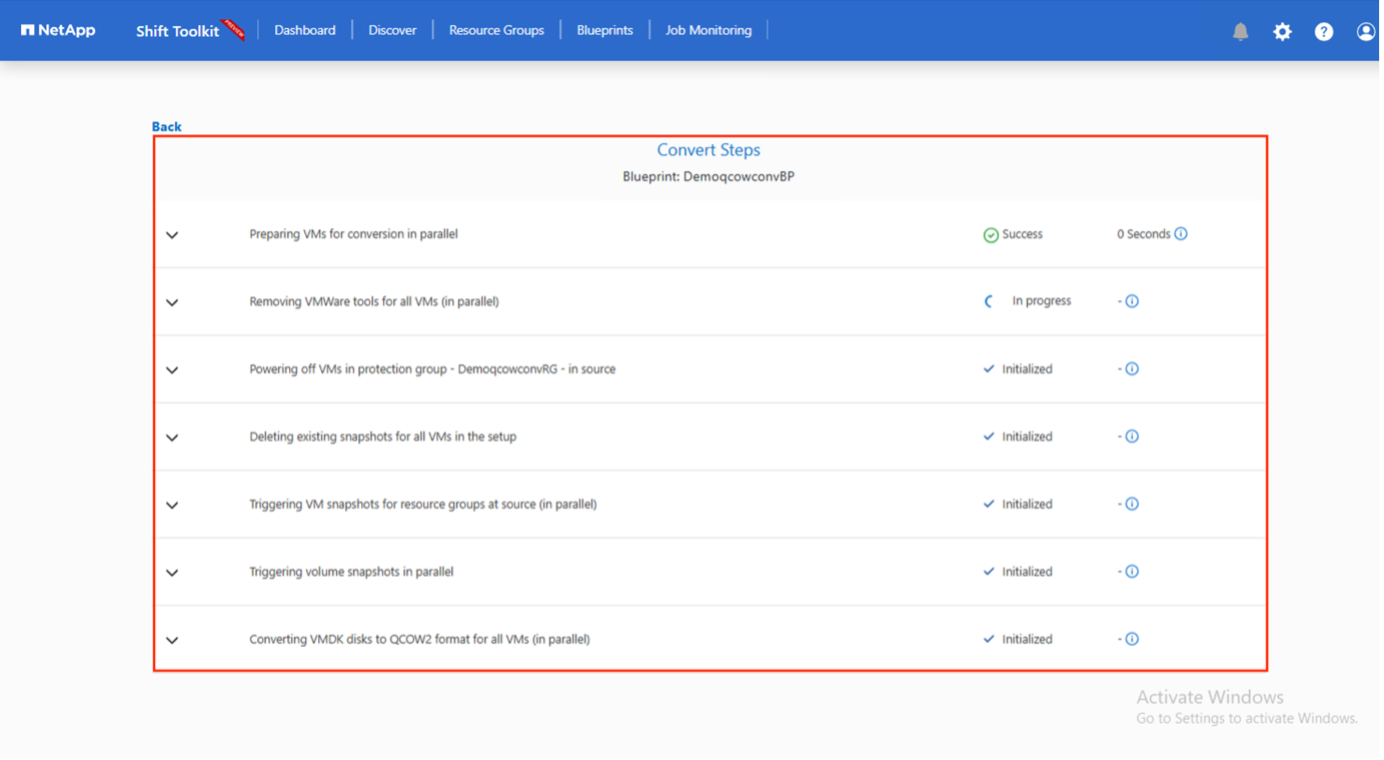 NetApp Shift Toolkit PREVIEW Dashboard Discover Resource Groups Blueprints Job Monitoring
Back
Convert Steps
Blueprint: DemoqcowconvBP
Preparing VMs for conversion in parallel Success 0 Seconds
Removing VMWare tools for all VMs (in parallel) In progress -
Powering off VMs in protection group - DemoqcowconvRG - in source Initialized -
Deleting existing snapshots for all VMs in the setup Initialized -
Triggering VM snapshots for resource groups at source (in parallel) Initialized -
Triggering volume snapshots in parallel Initialized -
Converting VMDK disks to QCOW2 format for all VMs (in parallel) Initialized -
Activate Windows
Go to Settings to activate Windows.